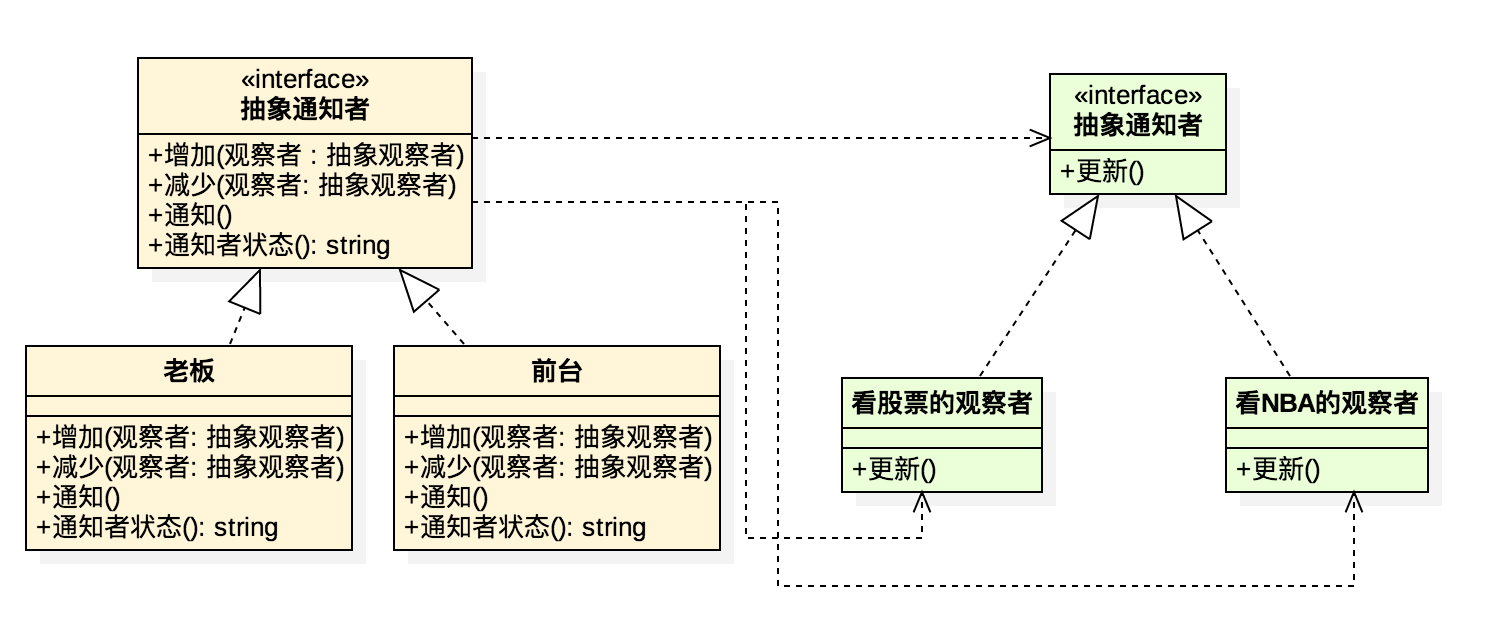 «interface»
抽象通知者
+增加(观察者 : 抽象观察者)
+减少(观察者: 抽象观察者)
+通知()
+通知者状态(): string
«interface»
抽象通知者
+更新()
老板
+增加(观察者: 抽象观察者)
+减少(观察者: 抽象观察者)
+通知()
+通知者状态(): string
前台
+增加(观察者: 抽象观察者)
+减少(观察者: 抽象观察者)
+通知()
+通知者状态(): string
看股票的观察者
+更新()
看NBA的观察者
+更新()